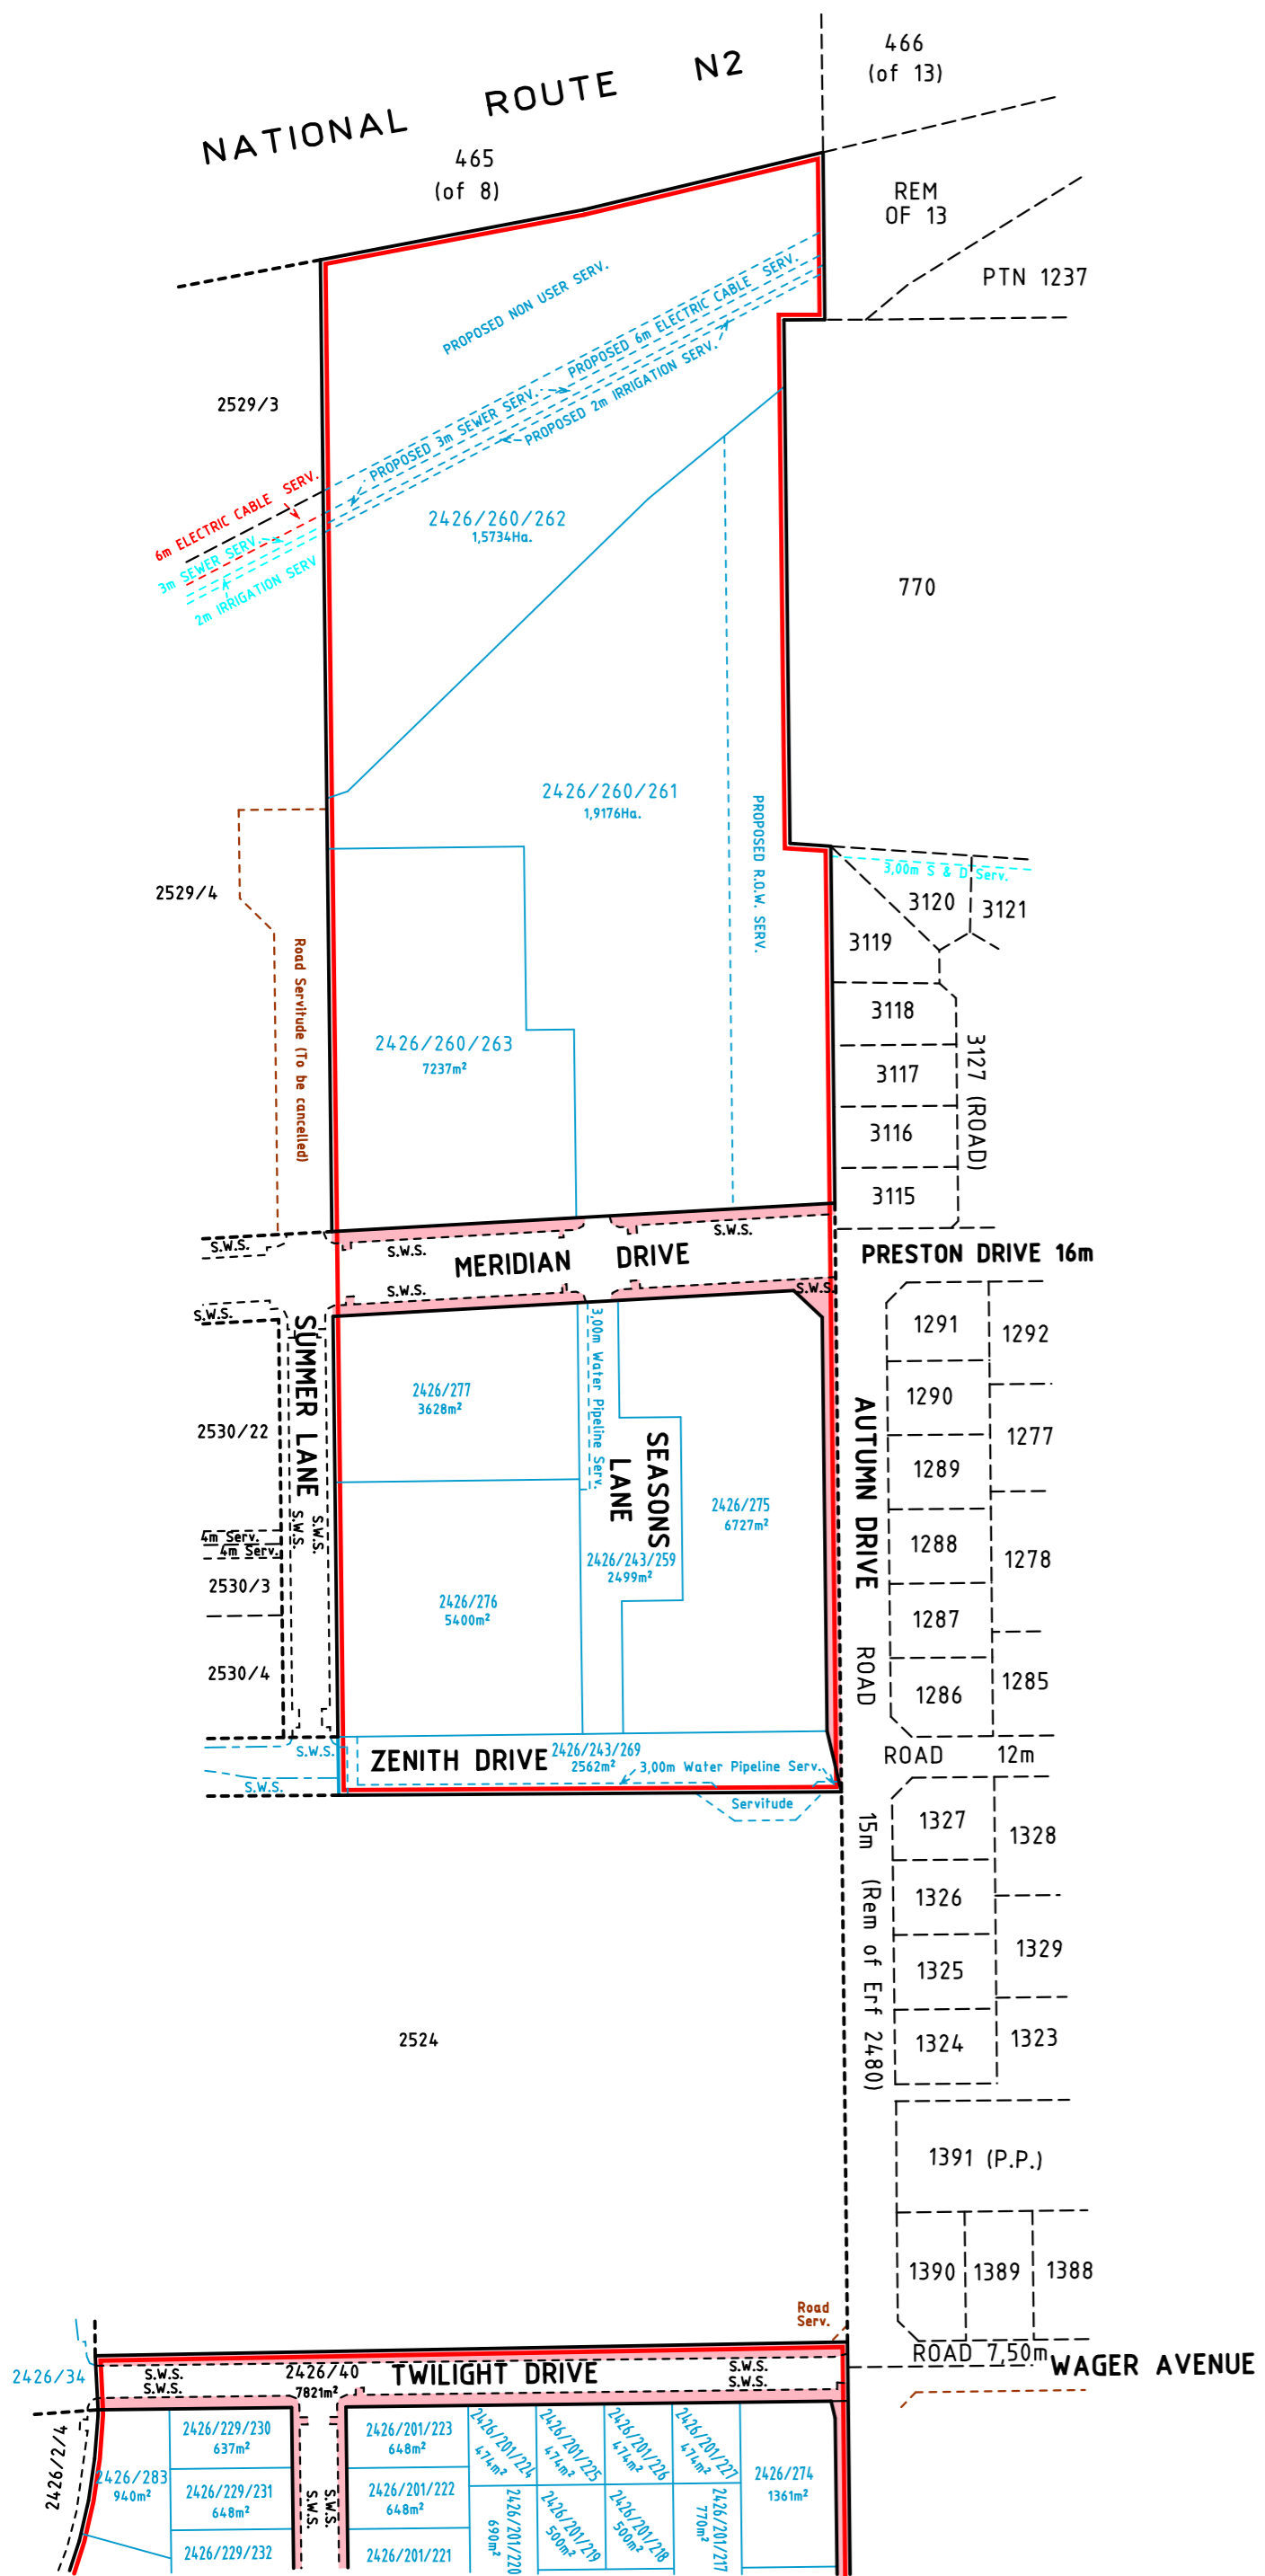 NATIONAL ROUTE N2
466
(of 13)
465
(of 8)
REM
OF 13
PTN 1237
PROPOSED NON USER SERV.
PROPOSED 6m ELECTRIC CABLE SERV.
PROPOSED 3m SEWER SERV.
PROPOSED 2m IRRIGATION SERV.
2529/3
6m ELECTRIC CABLE SERV.
3m SEWER SERV.
2m IRRIGATION SERV
2426/260/262
1,5734Ha.
770
2426/260/261
1,9176Ha.
PROPOSED R.O.W. SERV.
3,00m S & D Serv.
3120
3121
3119
2529/4
Road Servitude (To be cancelled)
3118
3117
3116
3115
3127 (ROAD)
2426/260/263
7237m²
S.W.S.
S.W.S.
S.W.S.
MERIDIAN DRIVE
PRESTON DRIVE 16m
S.W.S.
S.W.S.
S.W.S.
SUMMER LANE
S.W.S.
S.W.S.
1291
1292
2426/277
3628m²
3,00m Water Pipeline Serv.
1290
1277
2530/22
SEASONS
LANE
AUTUMN DRIVE
1289
2426/275
6727m²
1288
1278
4m Serv.
4m Serv.
2530/3
2426/243/259
2499m²
2426/276
5400m²
1287
2530/4
ROAD
1286
1285
S.W.S.
S.W.S.
ZENITH DRIVE
2426/243/269
2562m²
3,00m Water Pipeline Serv.
Servitude
ROAD 12m
15m (Rem of Erf 2480)
1327
1328
1326
1329
1325
1324
1323
2524
1391 (P.P.)
1390
1389
1388
Road
Serv.
ROAD 7,50m
WAGER AVENUE
2426/34
S.W.S.
S.W.S.
2426/40
7821m²
TWILIGHT DRIVE
S.W.S.
S.W.S.
2426/2/4
2426/283
940m²
2426/229/230
637m²
2426/229/231
648m²
2426/229/232
S.W.S.
S.W.S.
2426/201/223
648m²
2426/201/222
648m²
2426/201/221
2426/201/224
474m²
2426/201/225
474m²
2426/201/226
474m²
2426/201/227
474m²
2426/274
1361m²
2426/201/220
690m²
2426/201/219
500m²
2426/201/218
500m²
2426/201/217
770m²